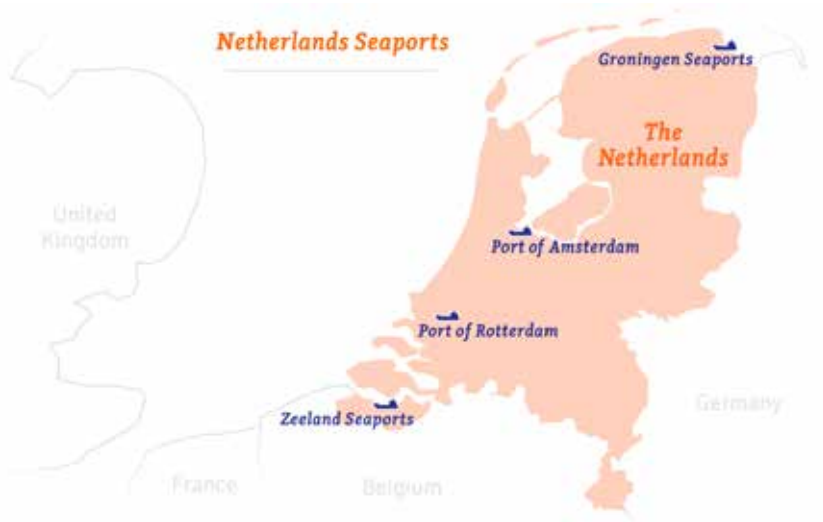 Netherlands Seaports
Groningen Seaports
The
Netherlands
United
Kingdom
Port of Amsterdam
Port of Rotterdam
Germany
Zeeland Seaports
France
Belgium